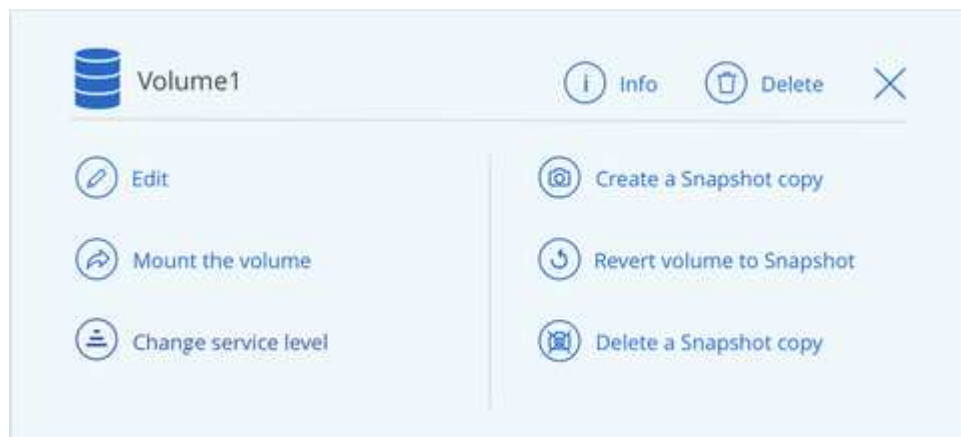 Volume1
Info
Delete
Edit
Create a Snapshot copy
Mount the volume
Revert volume to Snapshot
Change service level
Delete a Snapshot copy